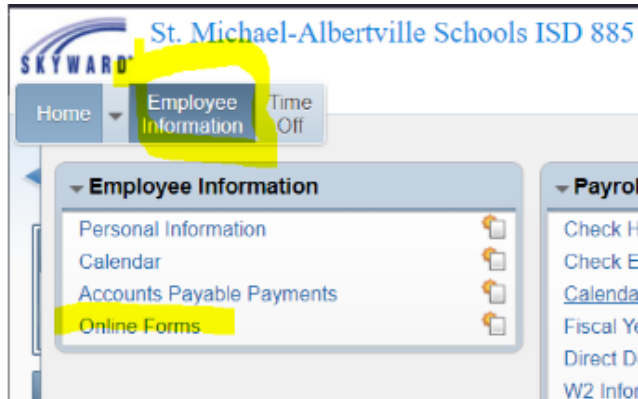 St. Michael-Albertville Schools ISD 885
SKYWARD
Home
Employee
Information
Time
Off
Employee Information
Personal Information
Calendar
Accounts Payable Payments
Online Forms
Payrol
Check H
Check E
Calenda
Fiscal Ye
Direct De
W2 Infor